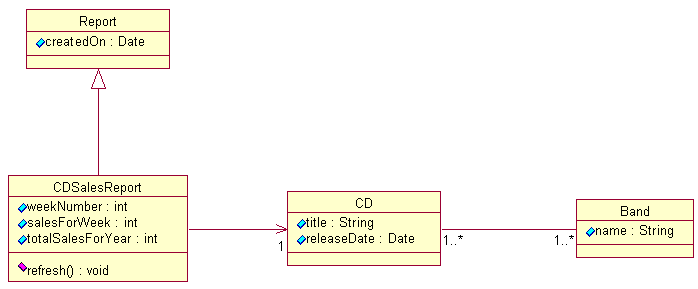 Report
createdOn : Date
CDSalesReport
weekNumber : int
salesForWeek : int
totalSalesForYear : int
refresh() : void
1
CD
title : String
releaseDate : Date
1..*
1..*
Band
name : String